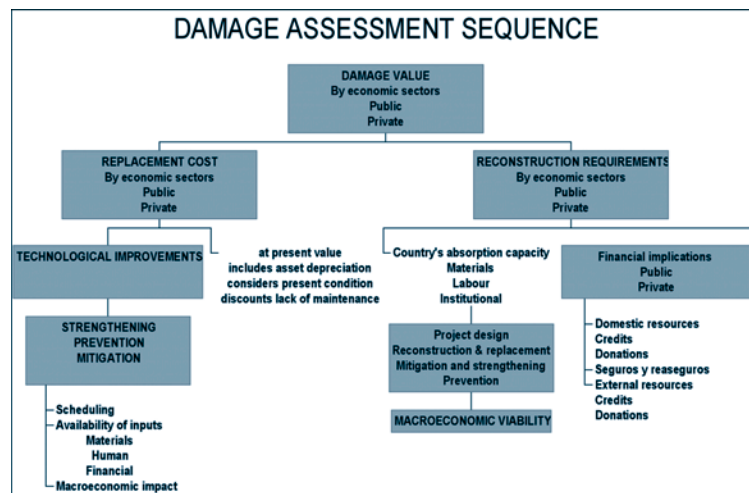 DAMAGE ASSESSMENT SEQUENCE
DAMAGE VALUE
By economic sectors
Public
Private
REPLACEMENT COST
By economic sectors
Public
Private
RECONSTRUCTION REQUIREMENTS
By economic sectors
Public
Private
TECHNOLOGICAL IMPROVEMENTS
at present value
includes asset depreciation
considers present condition
discounts lack of maintenance
Country's absorption capacity
Materials
Labour
Institutional
Financial implications
Public
Private
STRENGTHENING
PREVENTION
MITIGATION
Project design
Reconstruction & replacement
Mitigation and strengthening
Prevention
Domestic resources
Credits
Donations
Seguros y reaseguros
External resources
Credits
Donations
MACROECONOMIC VIABILITY
Scheduling
Availability of inputs
Materials
Human
Financial
Macroeconomic impact